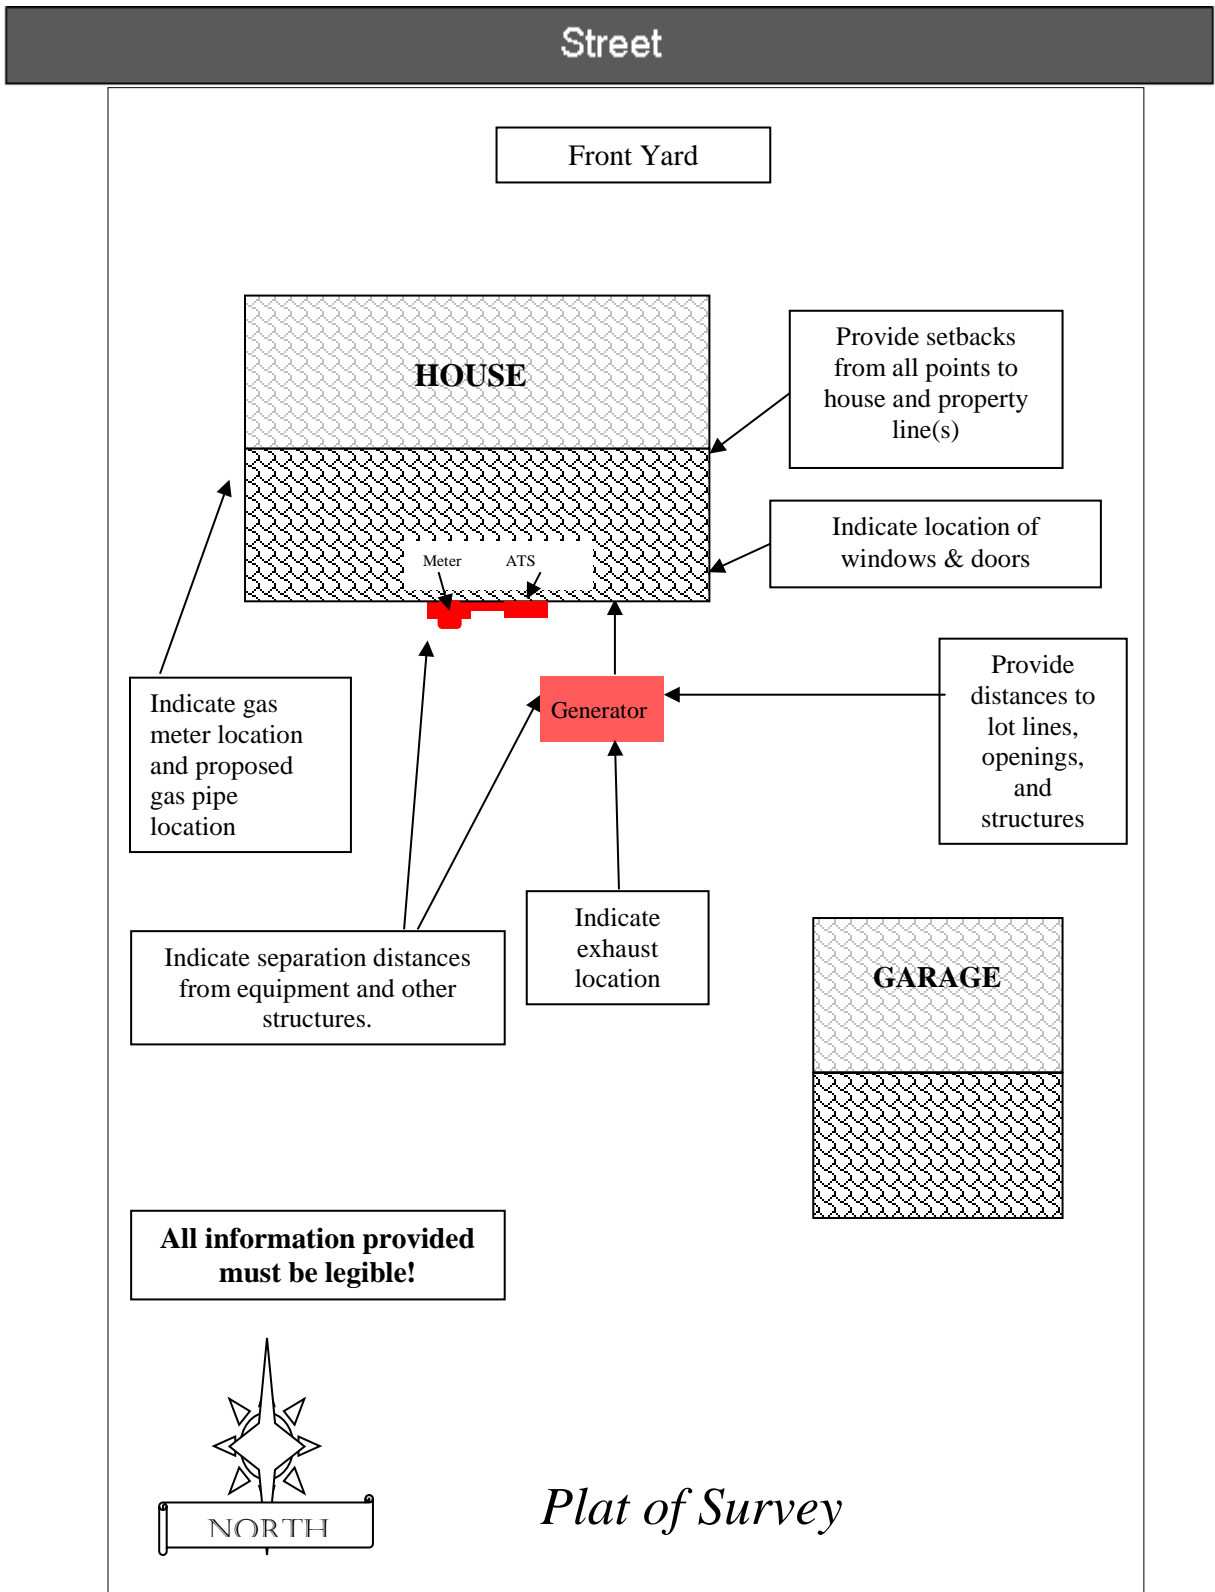 Street
Front Yard
HOUSE
Provide setbacks
from all points to
house and property
line(s)
Indicate location of
windows & doors
Meter
ATS
Generator
Provide
distances to
lot lines,
openings,
and
structures
Indicate gas
meter location
and proposed
gas pipe
location
Indicate separation distances
from equipment and other
structures.
Indicate
exhaust
location
GARAGE
All information provided
must be legible!
NORTH
Plat of Survey